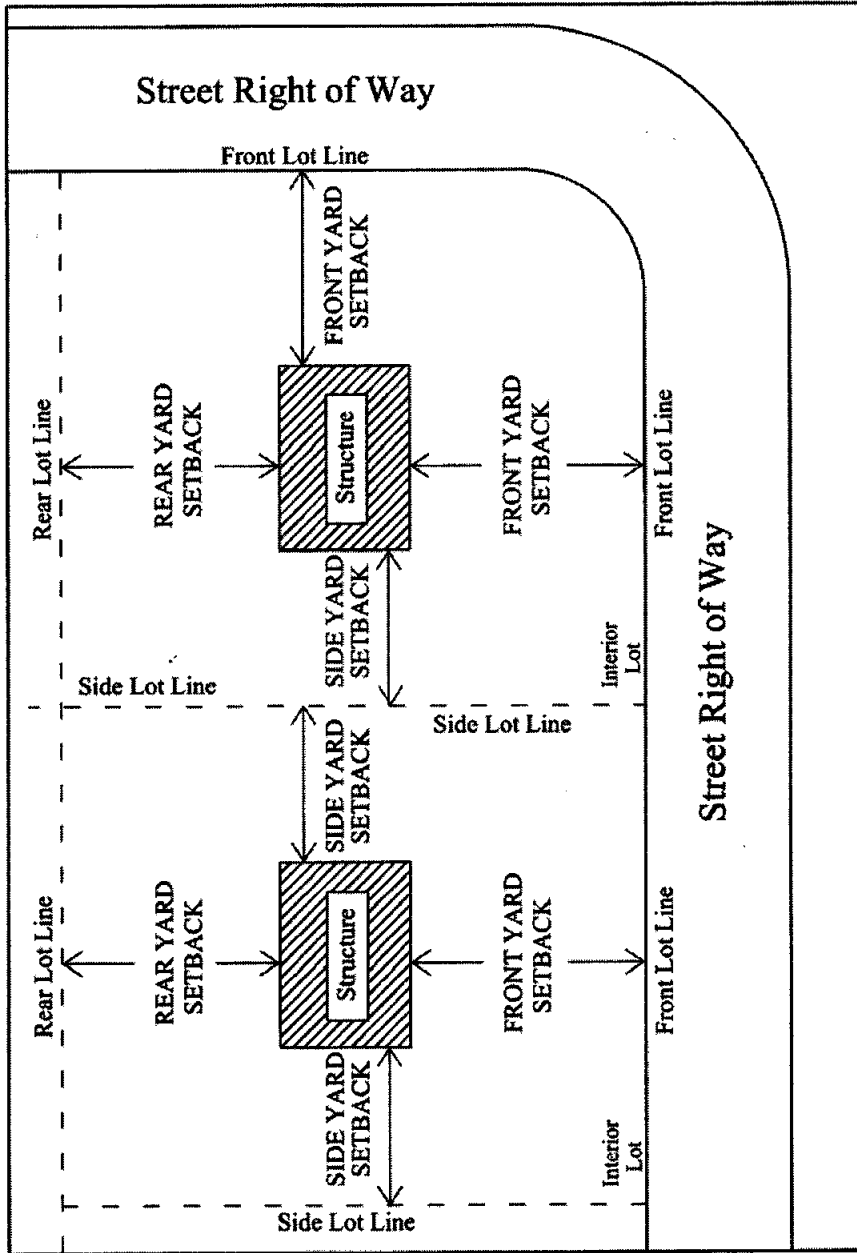 Street Right of Way
Front Lot Line
FRONT YARD
SETBACK
Rear Lot Line
REAR YARD
SETBACK
Structure
FRONT YARD
SETBACK
Front Lot Line
SIDE YARD
SETBACK
Interior
Lot
Side Lot Line
Side Lot Line
Street Right of Way
SIDE YARD
SETBACK
Rear Lot Line
REAR YARD
SETBACK
Structure
FRONT YARD
SETBACK
Front Lot Line
SIDE YARD
SETBACK
Interior
Lot
Side Lot Line